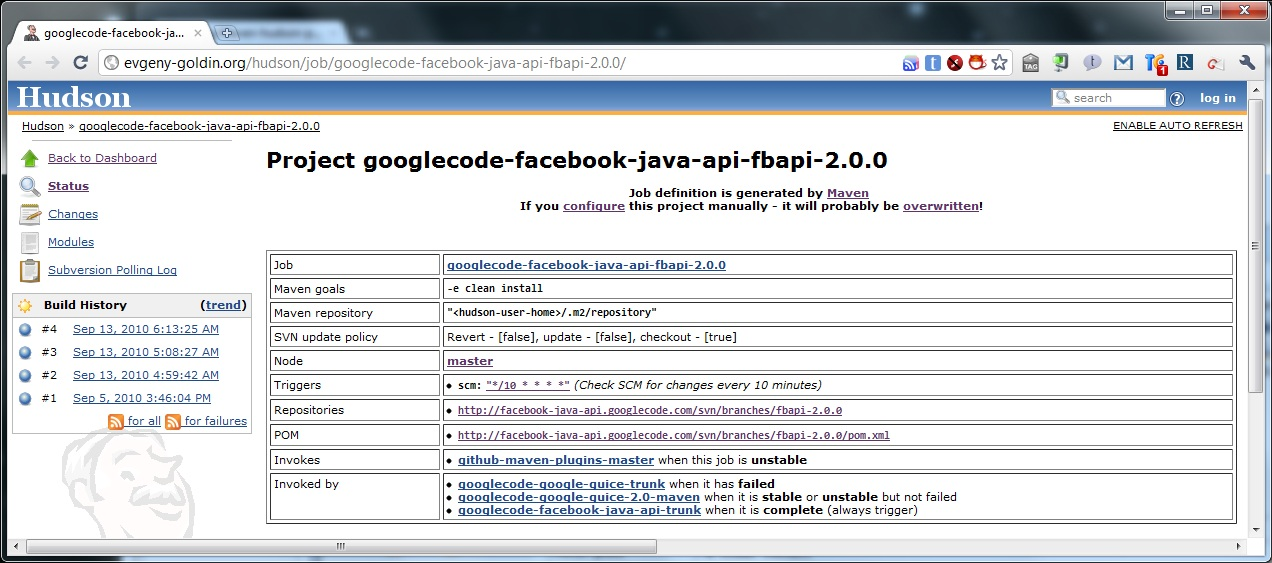 googlecode-facebook-ja...
evgeny-goldin.org/hudson/job/googlecode-facebook-java-api-fbapi-2.0.0/
TAG
1
R
Hudson
search
log in
Hudson » googlecode-facebook-java-api-fbapi-2.0.0
ENABLE AUTO REFRESH
Back to Dashboard
Status
Changes
Modules
Subversion Polling Log
Build History (trend)
#4 Sep 13, 2010 6:13:25 AM
#3 Sep 13, 2010 5:08:27 AM
#2 Sep 13, 2010 4:59:42 AM
#1 Sep 5, 2010 3:46:04 PM
for all for failures
Project googlecode-facebook-java-api-fbapi-2.0.0
Job definition is generated by Maven
If you configure this project manually - it will probably be overwritten!
Job googlecode-facebook-java-api-fbapi-2.0.0
Maven goals -e clean install
Maven repository "<hudson-user-home>/.m2/repository"
SVN update policy Revert - [false], update - [false], checkout - [true]
Node master
Triggers • scm: "*/10 * * * *" (Check SCM for changes every 10 minutes)
Repositories • http://facebook-java-api.googlecode.com/svn/branches/fbapi-2.0.0
POM • http://facebook-java-api.googlecode.com/svn/branches/fbapi-2.0.0/pom.xml
Invokes • github-maven-plugins-master when this job is unstable
Invoked by • googlecode-google-guice-trunk when it has failed
• googlecode-google-guice-2.0-maven when it is stable or unstable but not failed
• googlecode-facebook-java-api-trunk when it is complete (always trigger)